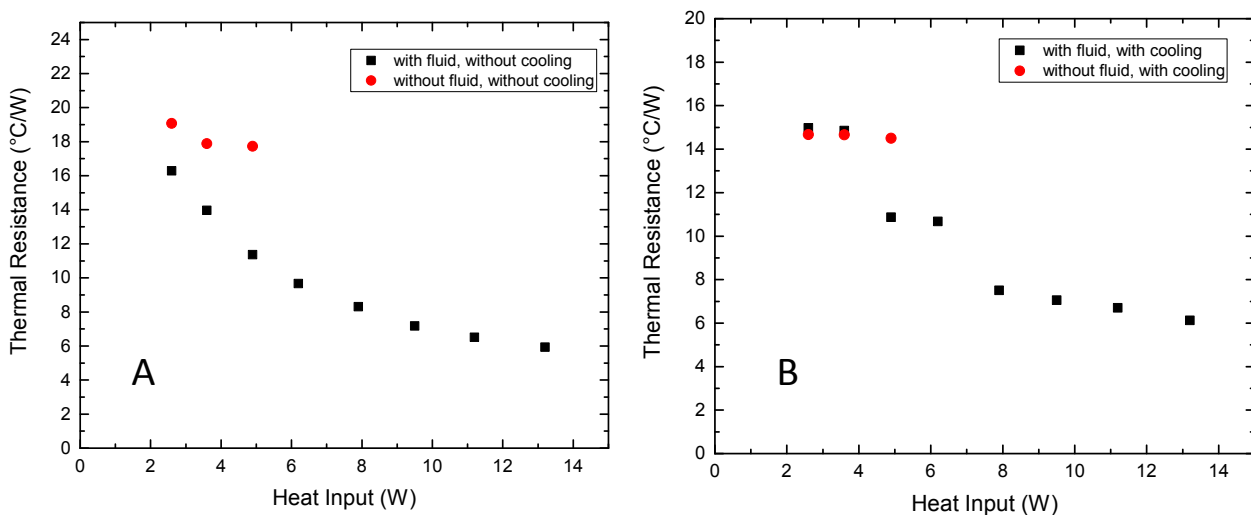 24
22
20
18
16
14
12
10
8
6
4
2
0
Thermal Resistance (°C/W)
with fluid, without cooling
without fluid, without cooling
A
0 2 4 6 8 10 12 14
Heat Input (W)
20
18
16
14
12
10
8
6
4
2
0
Thermal Resistance (°C/W)
with fluid, with cooling
without fluid, with cooling
B
0 2 4 6 8 10 12 14
Heat Input (W)